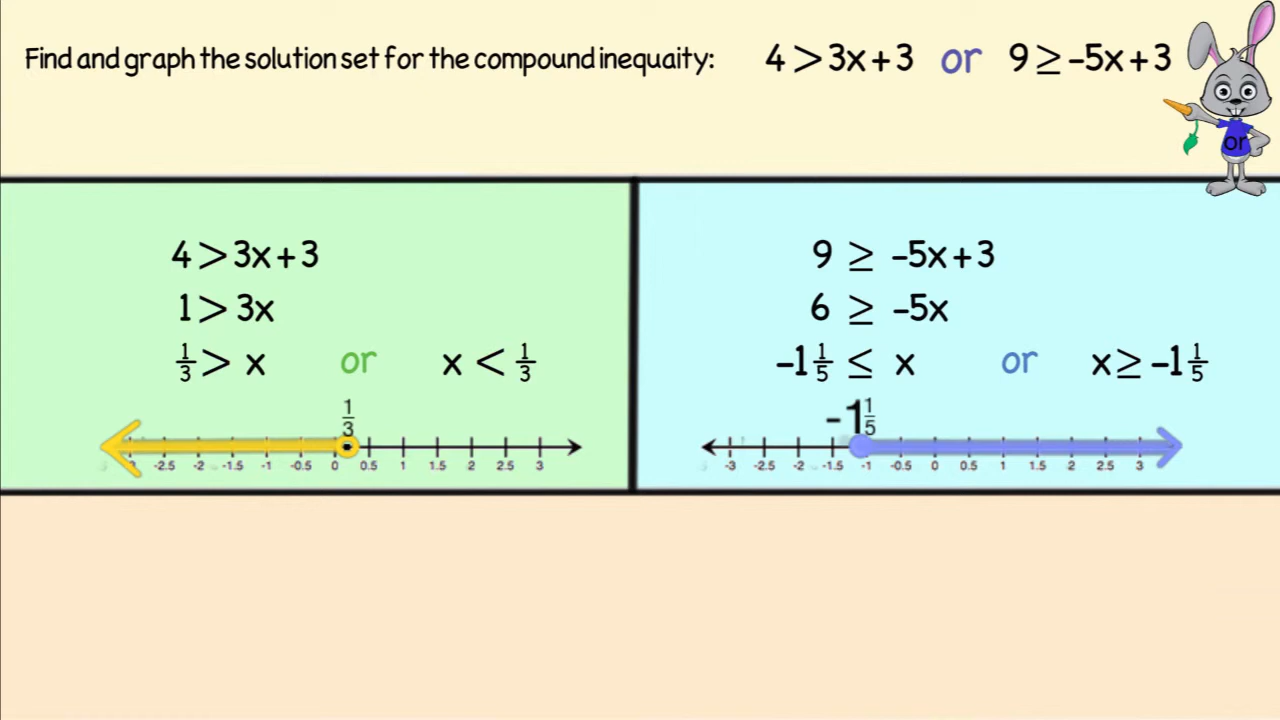 Find and graph the solution set for the compound inequaity: 4 > 3x + 3 or 9 ≥ -5x + 3
or
4 > 3x + 3
1 > 3x
1/3 > x or x < 1/3
1/3
-2.5 -2 -1.5 -1 -0.5 0 0.5 1 1.5 2 2.5 3
9 ≥ -5x + 3
6 ≥ -5x
-1 1/5 ≤ x or x ≥ -1 1/5
-1 1/5
-3 -2.5 -2 -1.5 -1 -0.5 0 0.5 1 1.5 2 2.5 3